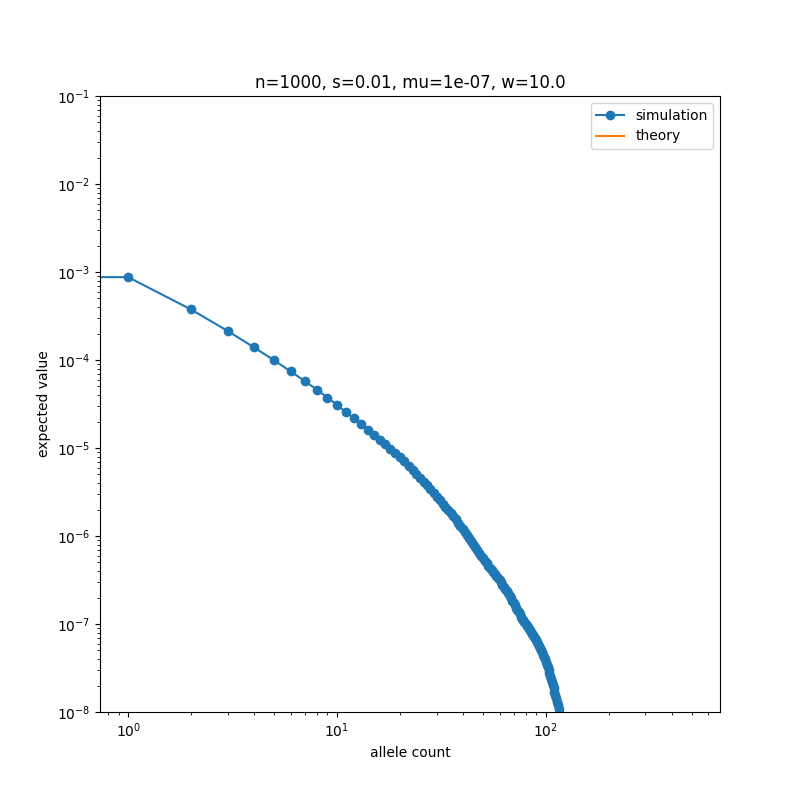 n=1000, s=0.01, mu=1e-07, w=10.0
simulation
theory
10⁻¹
10⁻²
10⁻³
10⁻⁴
10⁻⁵
10⁻⁶
10⁻⁷
10⁻⁸
expected value
10⁰
10¹
10²
allele count